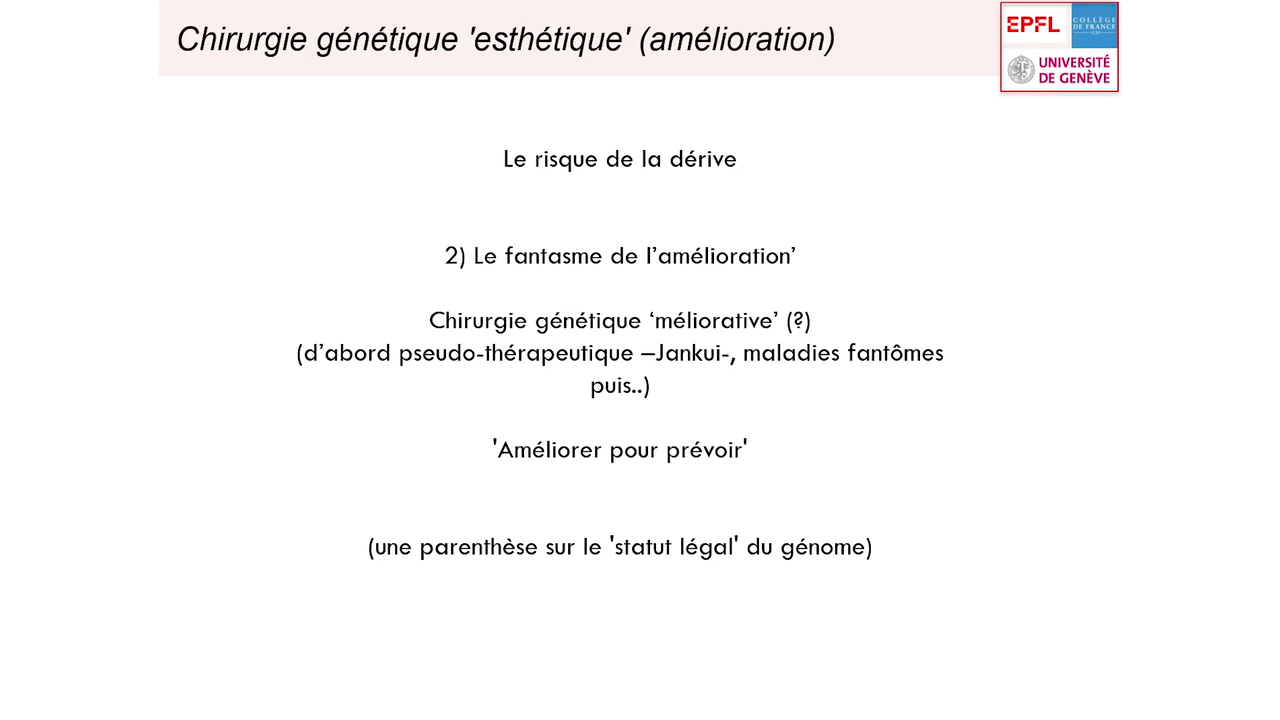 Chirurgie génétique 'esthétique' (amélioration)
EPFL
COLLÈGE
DE FRANCE
1530
UNIVERSITÉ
DE GENÈVE
Le risque de la dérive
2) Le fantasme de l’amélioration’
Chirurgie génétique ‘méliorative’ (?)
(d’abord pseudo-thérapeutique –Jankui-, maladies fantômes
puis..)
'Améliorer pour prévoir'
(une parenthèse sur le 'statut légal' du génome)